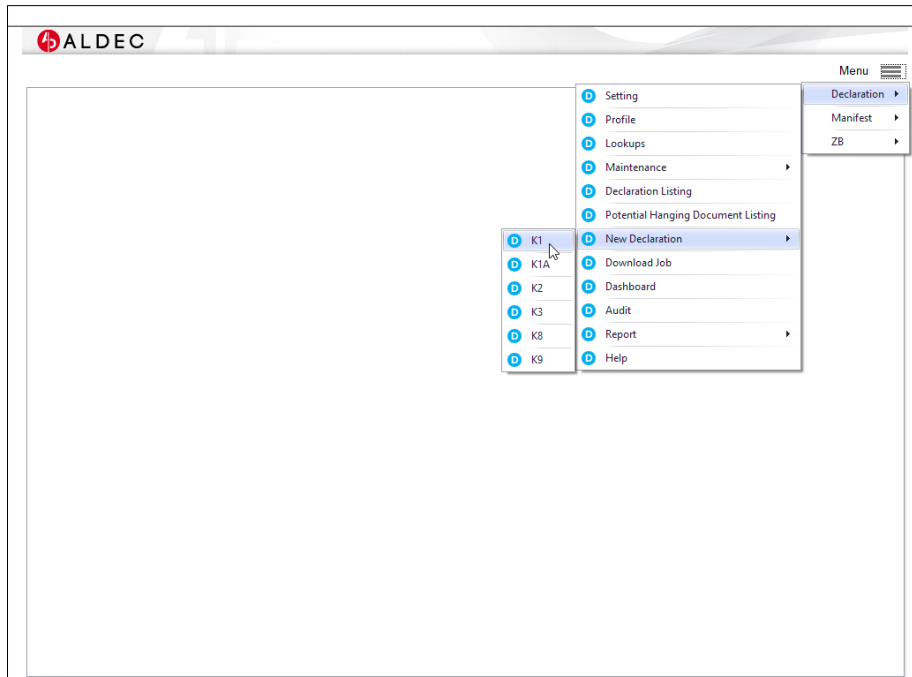 ALDEC
Menu
Declaration
Manifest
ZB
Setting
Profile
Lookups
Maintenance
Declaration Listing
Potential Hanging Document Listing
New Declaration
Download Job
Dashboard
Audit
Report
Help
K1
K1A
K2
K3
K8
K9